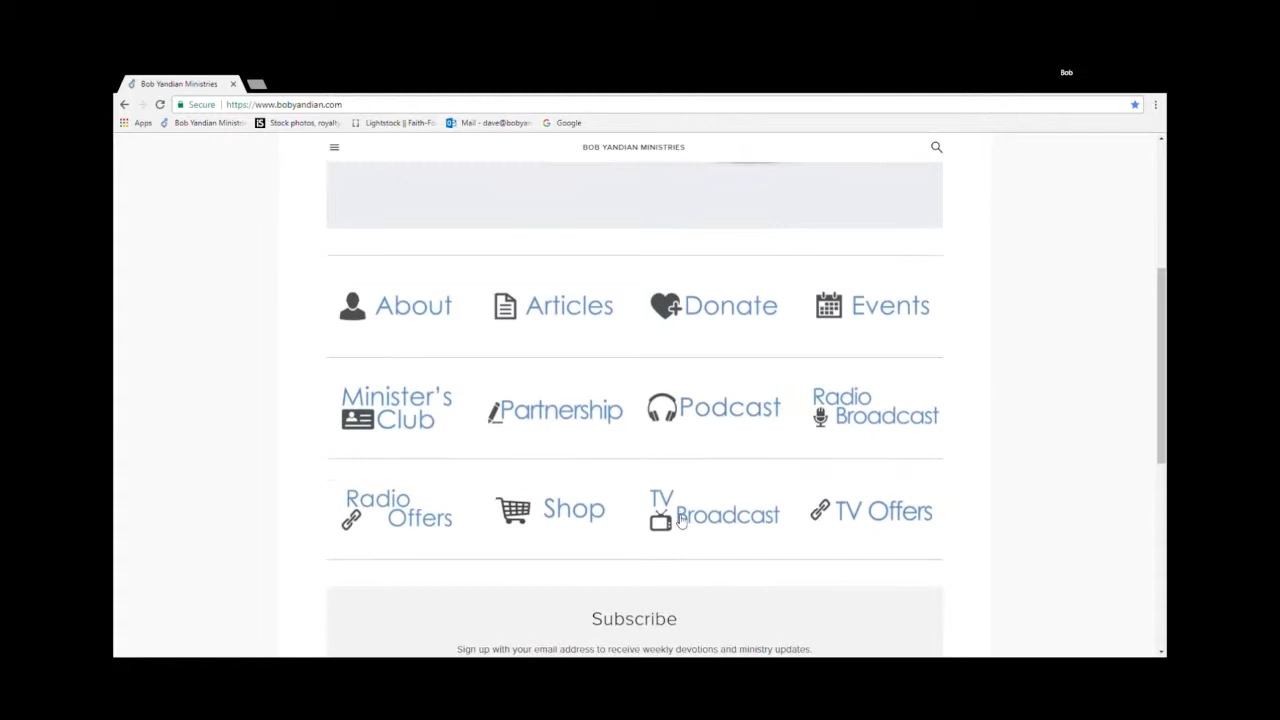 Bob
Bob Yandian Ministries
Secure https://www.bobyandian.com
Apps Bob Yandian Ministri Stock photos, royalty Lightstock || Faith-Fo Mail - dave@bobyan Google
BOB YANDIAN MINISTRIES
About Articles Donate Events
Minister's Club Partnership Podcast Radio Broadcast
Radio Offers Shop TV Broadcast TV Offers
Subscribe
Sign up with your email address to receive weekly devotions and ministry updates.